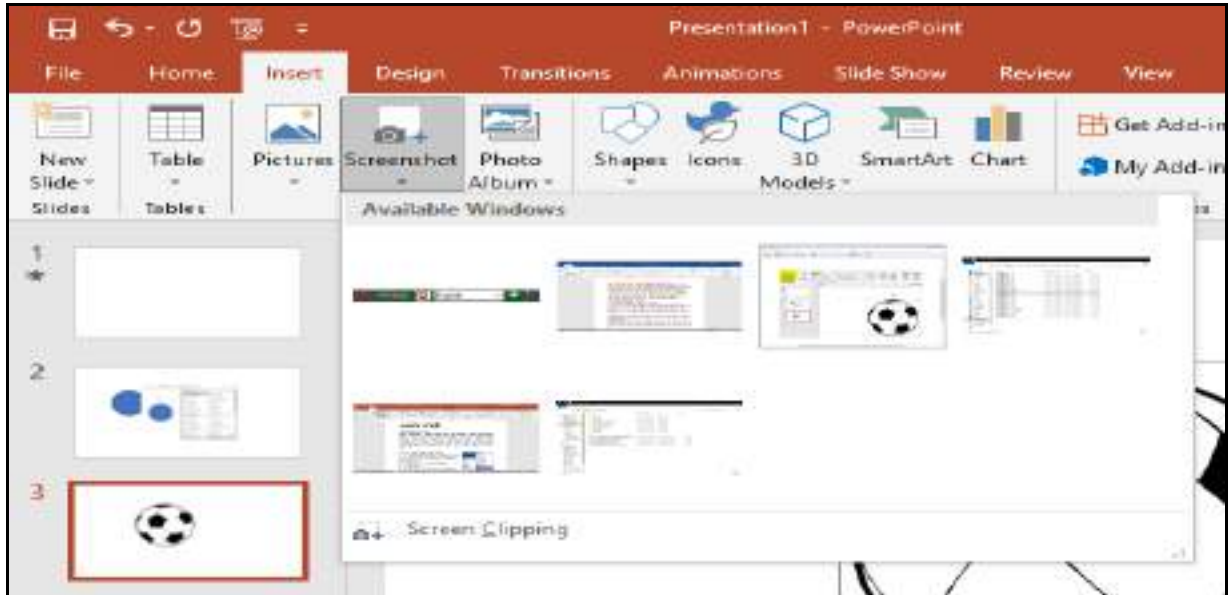 Presentation1 - PowerPoint
File Home Insert Design Transitions Animations Slide Show Review View
New Slide
Table
Pictures
Screenshot
Photo Album
Shapes
Icons
3D Models
SmartArt
Chart
Get Add-in
My Add-in
Slides
Tables
Available Windows
1
2
3
Screen Clipping